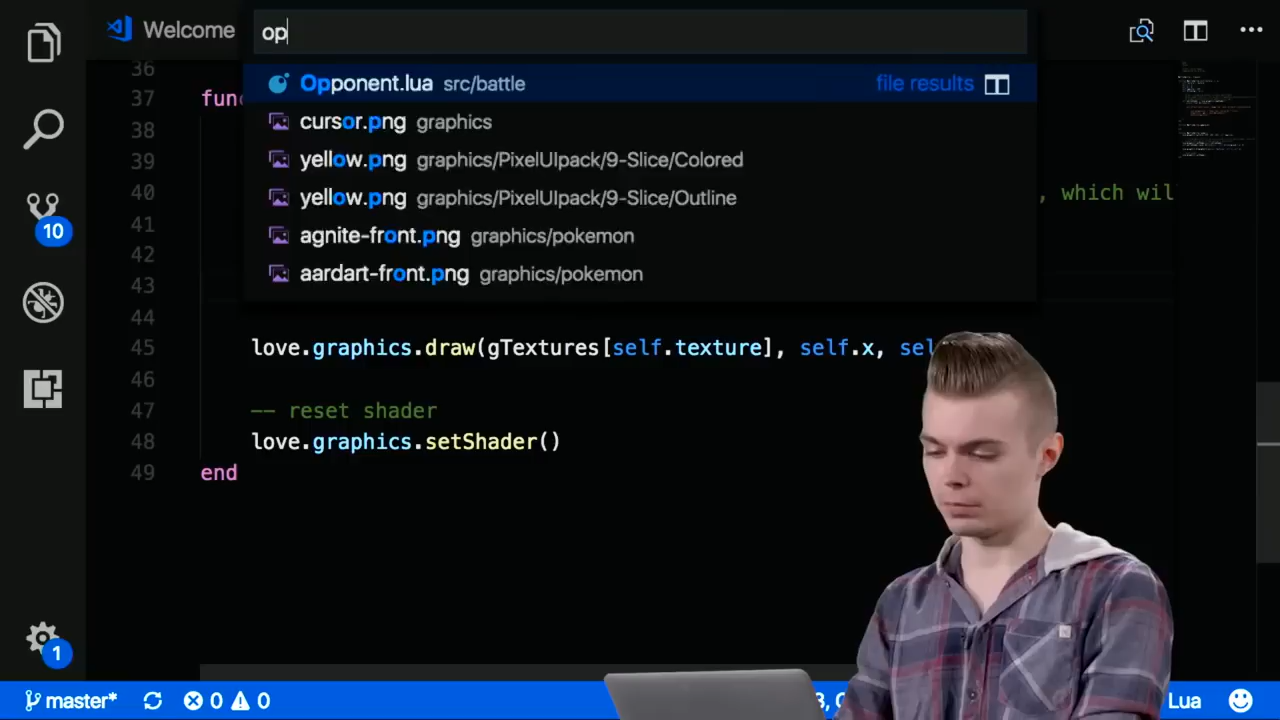 Welcome
op
Opponent.lua src/battle file results
cursor.png graphics
yellow.png graphics/PixelUIpack/9-Slice/Colored
yellow.png graphics/PixelUIpack/9-Slice/Outline
agnite-front.png graphics/pokemon
aardart-front.png graphics/pokemon
36
37
38
39
40 , which wil
41
42
43
44
45 love.graphics.draw(gTextures[self.texture], self.x, sel
46
47 -- reset shader
48 love.graphics.setShader()
49 end
10
1
master* 0 0 Lua